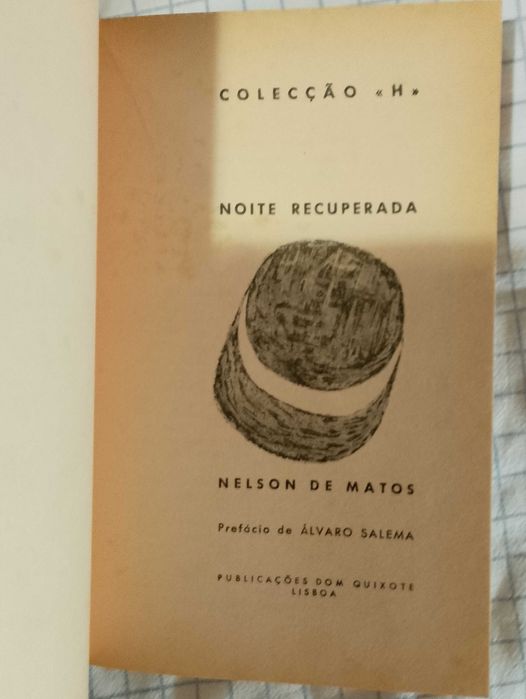 COLECÇÃO «H»
NOITE RECUPERADA
NELSON DE MATOS
Prefácio de ÁLVARO SALEMA
PUBLICAÇÕES DOM QUIXOTE
LISBOA